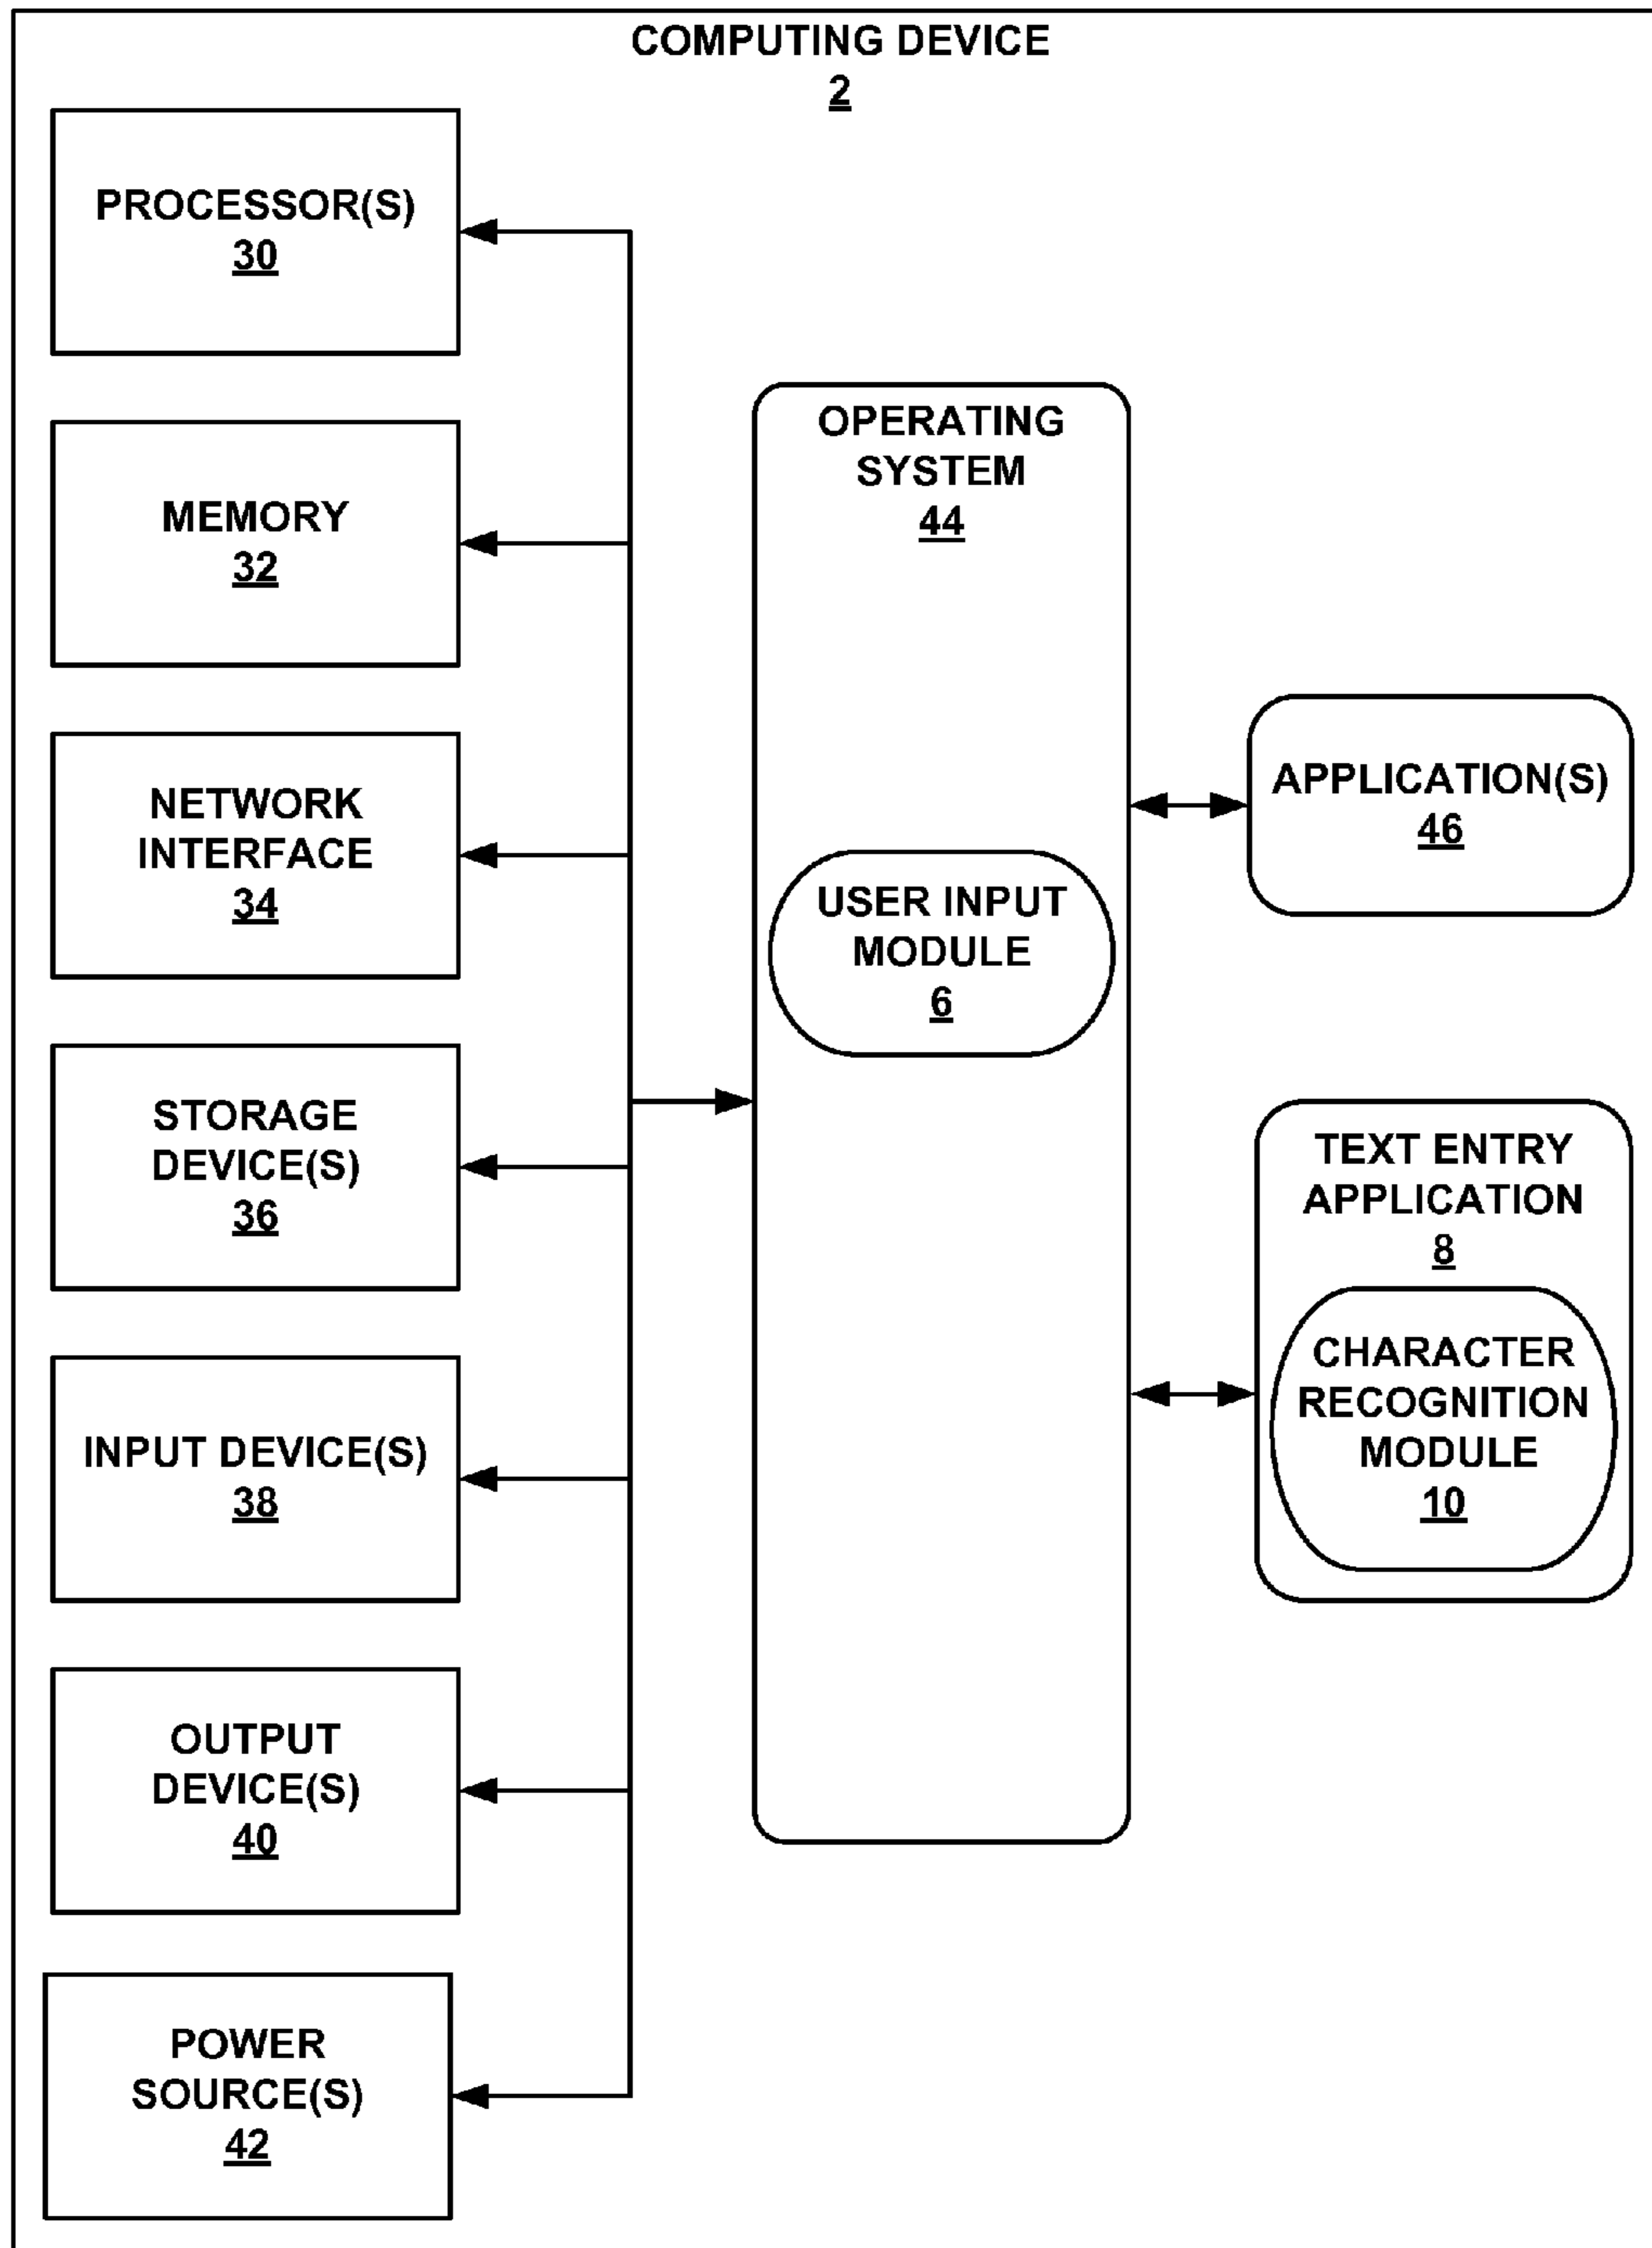 COMPUTING DEVICE
2
PROCESSOR(S)
30
MEMORY
32
NETWORK
INTERFACE
34
STORAGE
DEVICE(S)
36
INPUT DEVICE(S)
38
OUTPUT
DEVICE(S)
40
POWER
SOURCE(S)
42
OPERATING
SYSTEM
44
USER INPUT
MODULE
6
APPLICATION(S)
46
TEXT ENTRY
APPLICATION
8
CHARACTER
RECOGNITION
MODULE
10